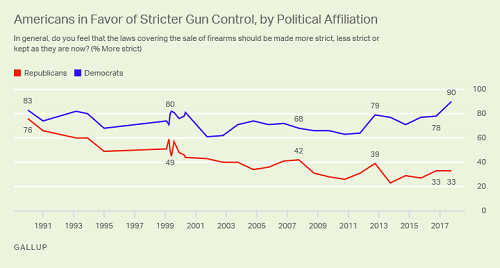 Americans in Favor of Stricter Gun Control, by Political Affiliation
In general, do you feel that the laws covering the sale of firearms should be made more strict, less strict or
kept as they are now? (% More strict)
Republicans Democrats
83
76
80
49
68
42
79
39
78
90
33 33
100
80
60
40
20
0
1991 1993 1995 1997 1999 2001 2003 2005 2007 2009 2011 2013 2015 2017
GALLUP